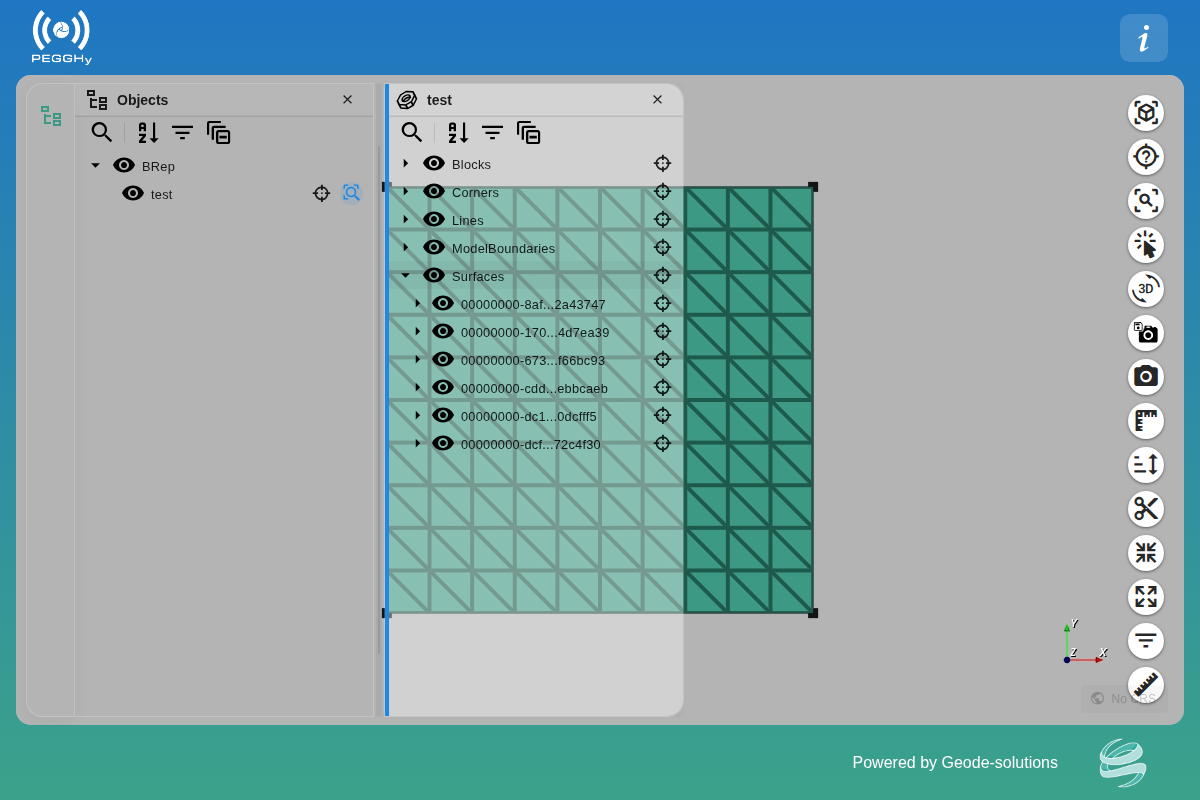 PEGGHy
i
Objects
test
A
Z
A
Z
BRep
test
Blocks
Corners
Lines
ModelBoundaries
Surfaces
00000000-8af...2a43747
00000000-170...4d7ea39
00000000-673...f66bc93
00000000-cdd...ebbcaeb
00000000-dc1...0dcfff5
00000000-dcf...72c4f30
3D
Y
Z
X
No CRS
Powered by Geode-solutions